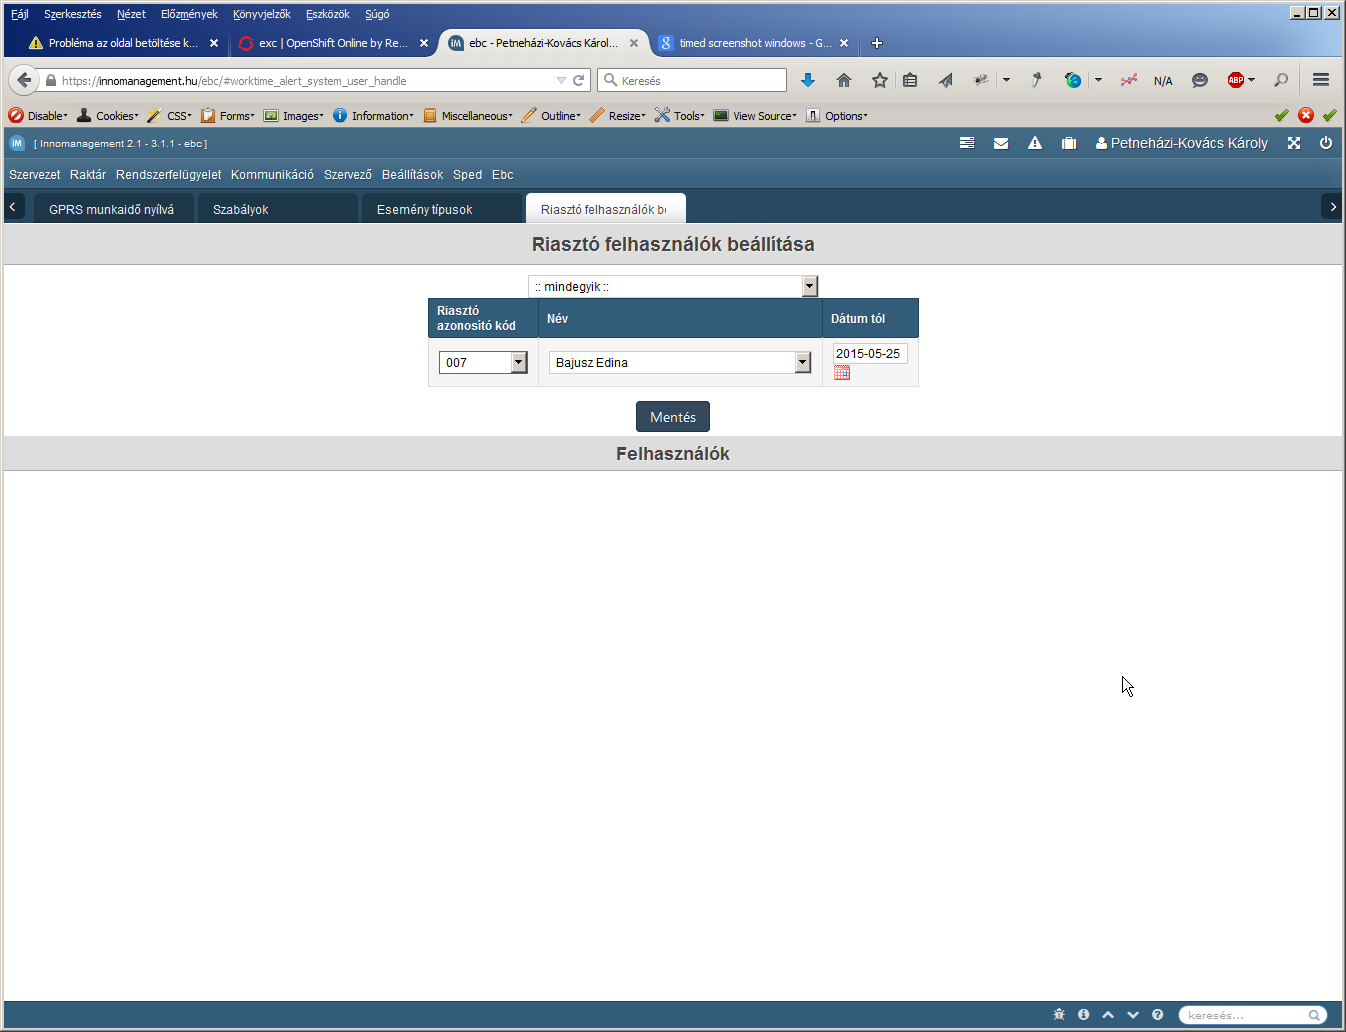 Fájl Szerkesztés Nézet Előzmények Könyvjelzők Eszközök Súgó
Probléma az oldal betöltése k...
exc | OpenShift Online by Re...
ebc - Petneházi-Kovács Károl...
timed screenshot windows - G...
https://innomanagement.hu/ebc/#worktime_alert_system_user_handle
Keresés
N/A
ABP
Disable Cookies CSS Forms Images Information Miscellaneous Outline Resize Tools View Source Options
iM [ Innomanagement 2.1 - 3.1.1 - ebc ]
Petneházi-Kovács Károly
Szervezet Raktár Rendszerfelügyelet Kommunikáció Szervező Beállítások Sped Ebc
GPRS munkaidő nyílvá
Szabályok
Esemény típusok
Riasztó felhasználók be
Riasztó felhasználók beállítása
:: mindegyik ::
Riasztó azonosító kód
Név
Dátum tól
007
Bajusz Edina
2015-05-25
Mentés
Felhasználók
keresés...